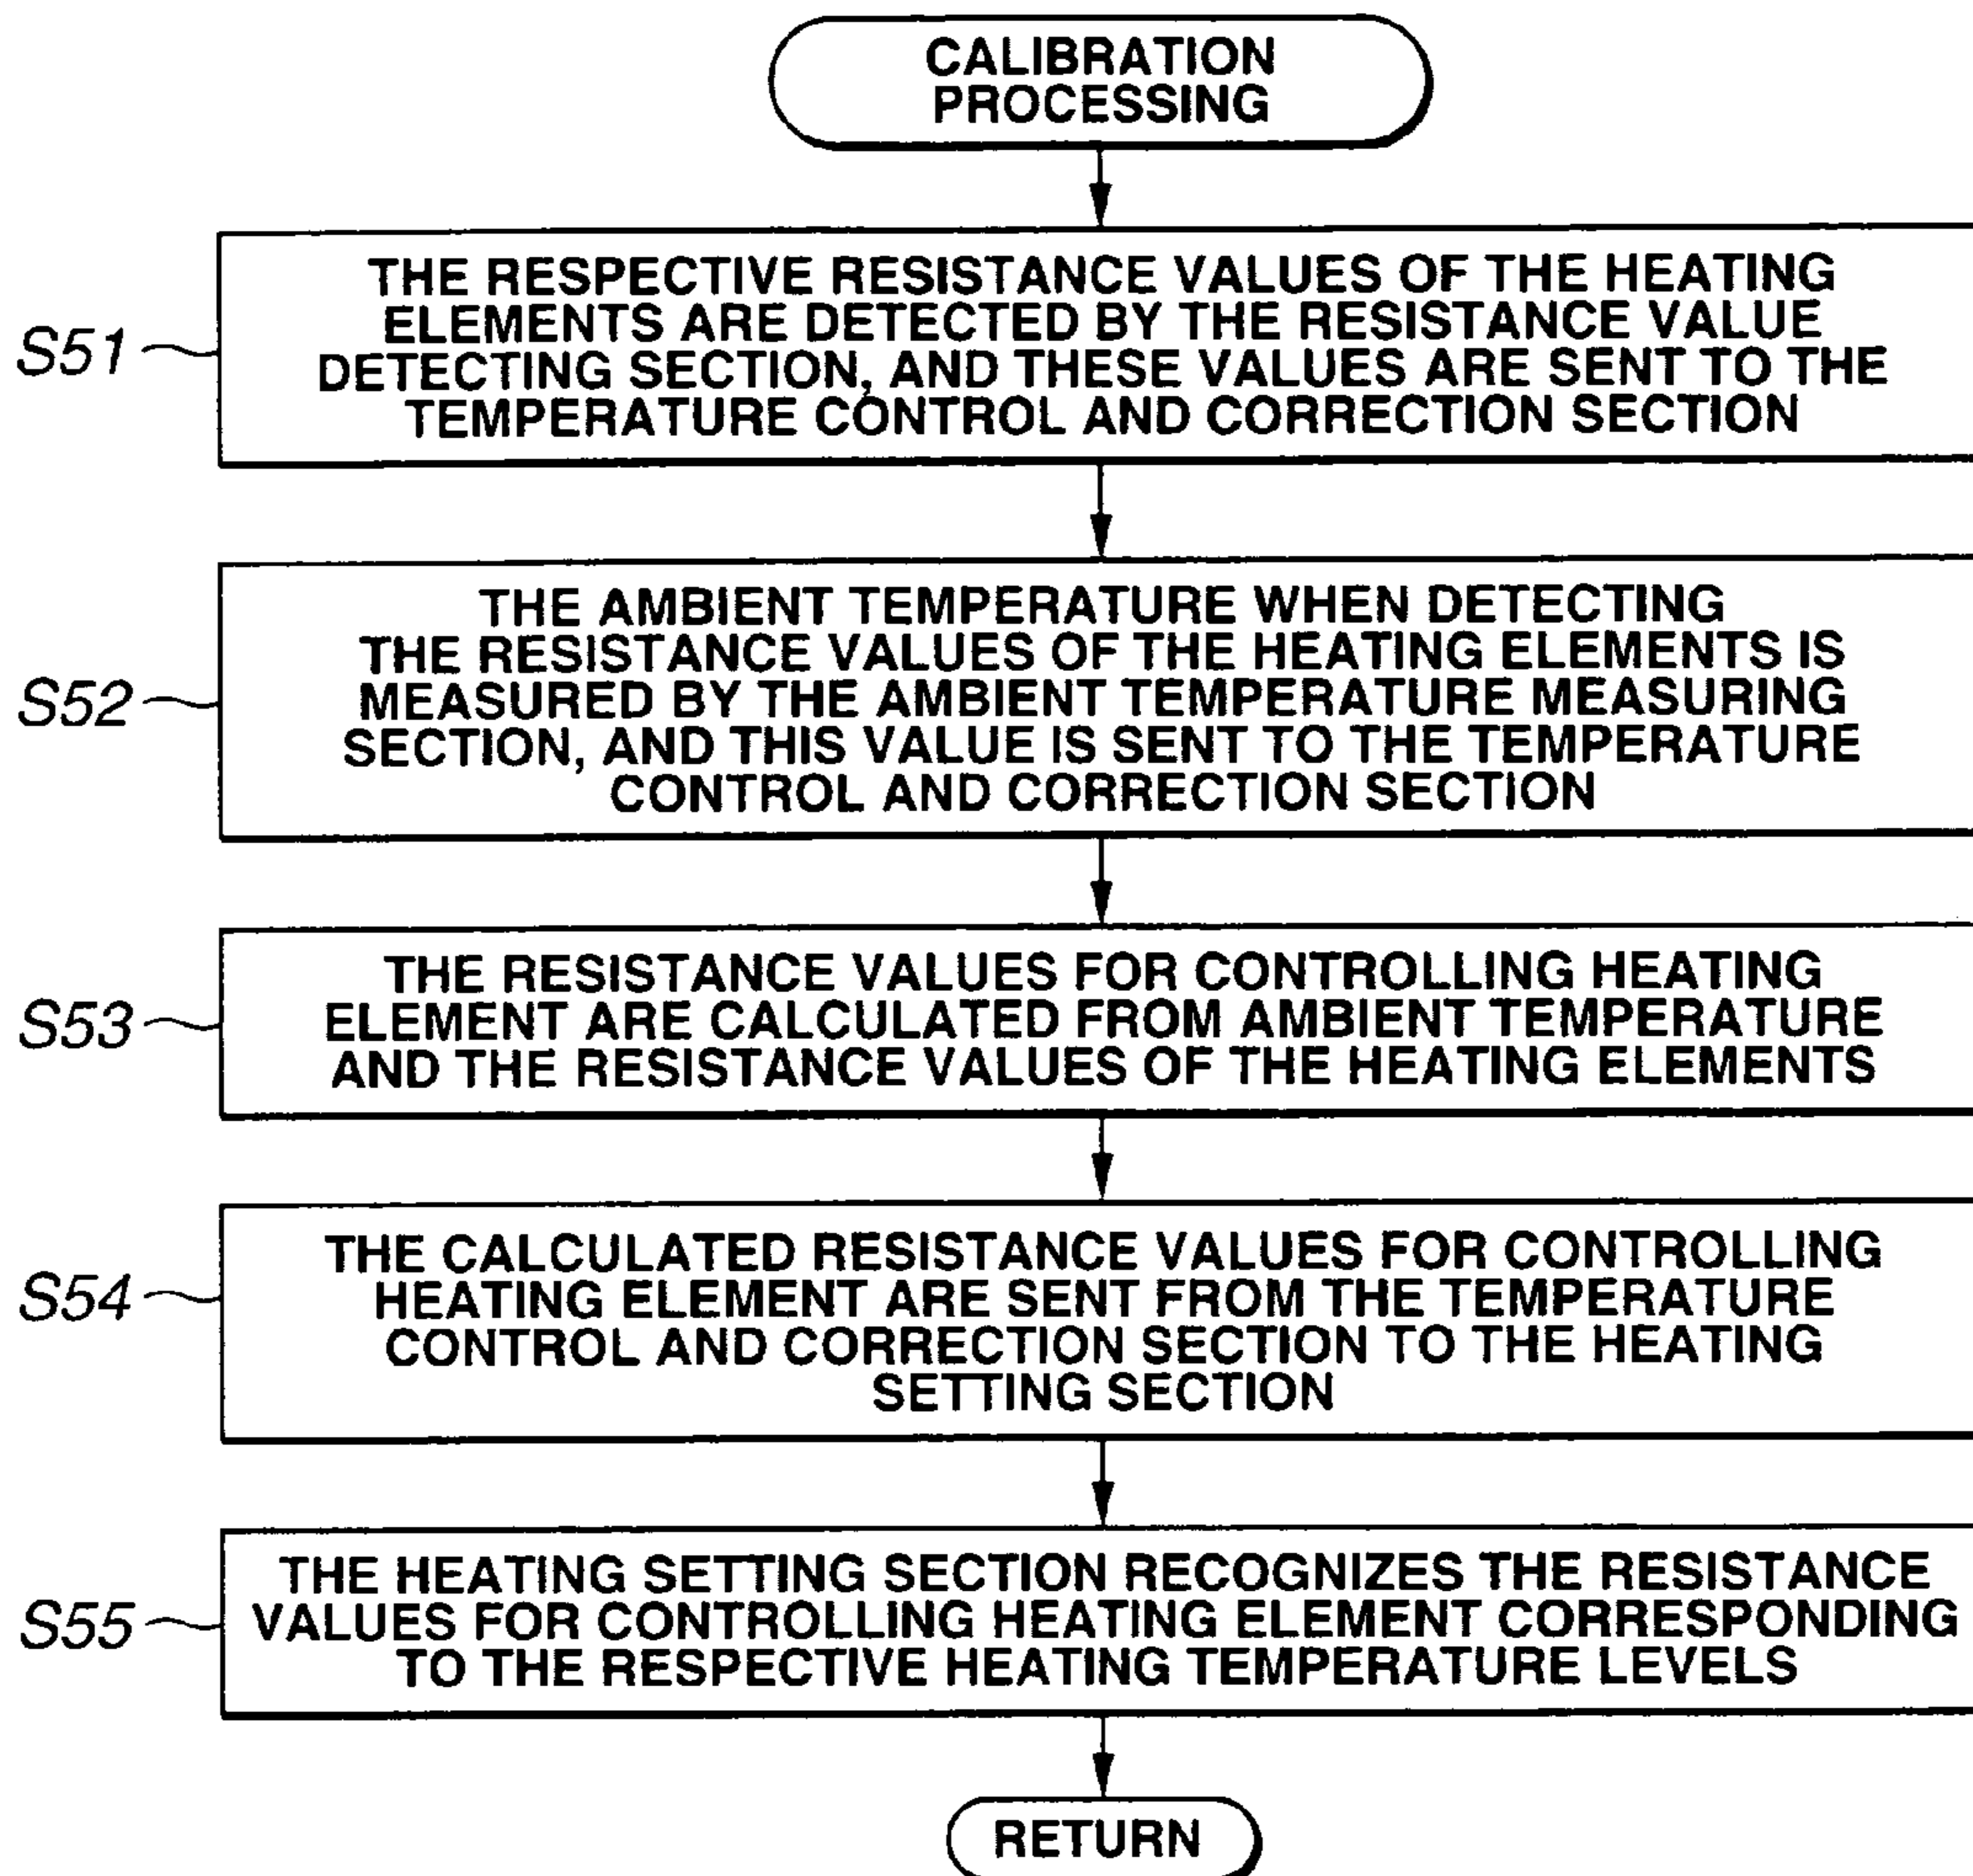 CALIBRATION
PROCESSING
S51
THE RESPECTIVE RESISTANCE VALUES OF THE HEATING
ELEMENTS ARE DETECTED BY THE RESISTANCE VALUE
DETECTING SECTION, AND THESE VALUES ARE SENT TO THE
TEMPERATURE CONTROL AND CORRECTION SECTION
S52
THE AMBIENT TEMPERATURE WHEN DETECTING
THE RESISTANCE VALUES OF THE HEATING ELEMENTS IS
MEASURED BY THE AMBIENT TEMPERATURE MEASURING
SECTION, AND THIS VALUE IS SENT TO THE TEMPERATURE
CONTROL AND CORRECTION SECTION
S53
THE RESISTANCE VALUES FOR CONTROLLING HEATING
ELEMENT ARE CALCULATED FROM AMBIENT TEMPERATURE
AND THE RESISTANCE VALUES OF THE HEATING ELEMENTS
S54
THE CALCULATED RESISTANCE VALUES FOR CONTROLLING
HEATING ELEMENT ARE SENT FROM THE TEMPERATURE
CONTROL AND CORRECTION SECTION TO THE HEATING
SETTING SECTION
S55
THE HEATING SETTING SECTION RECOGNIZES THE RESISTANCE
VALUES FOR CONTROLLING HEATING ELEMENT CORRESPONDING
TO THE RESPECTIVE HEATING TEMPERATURE LEVELS
RETURN